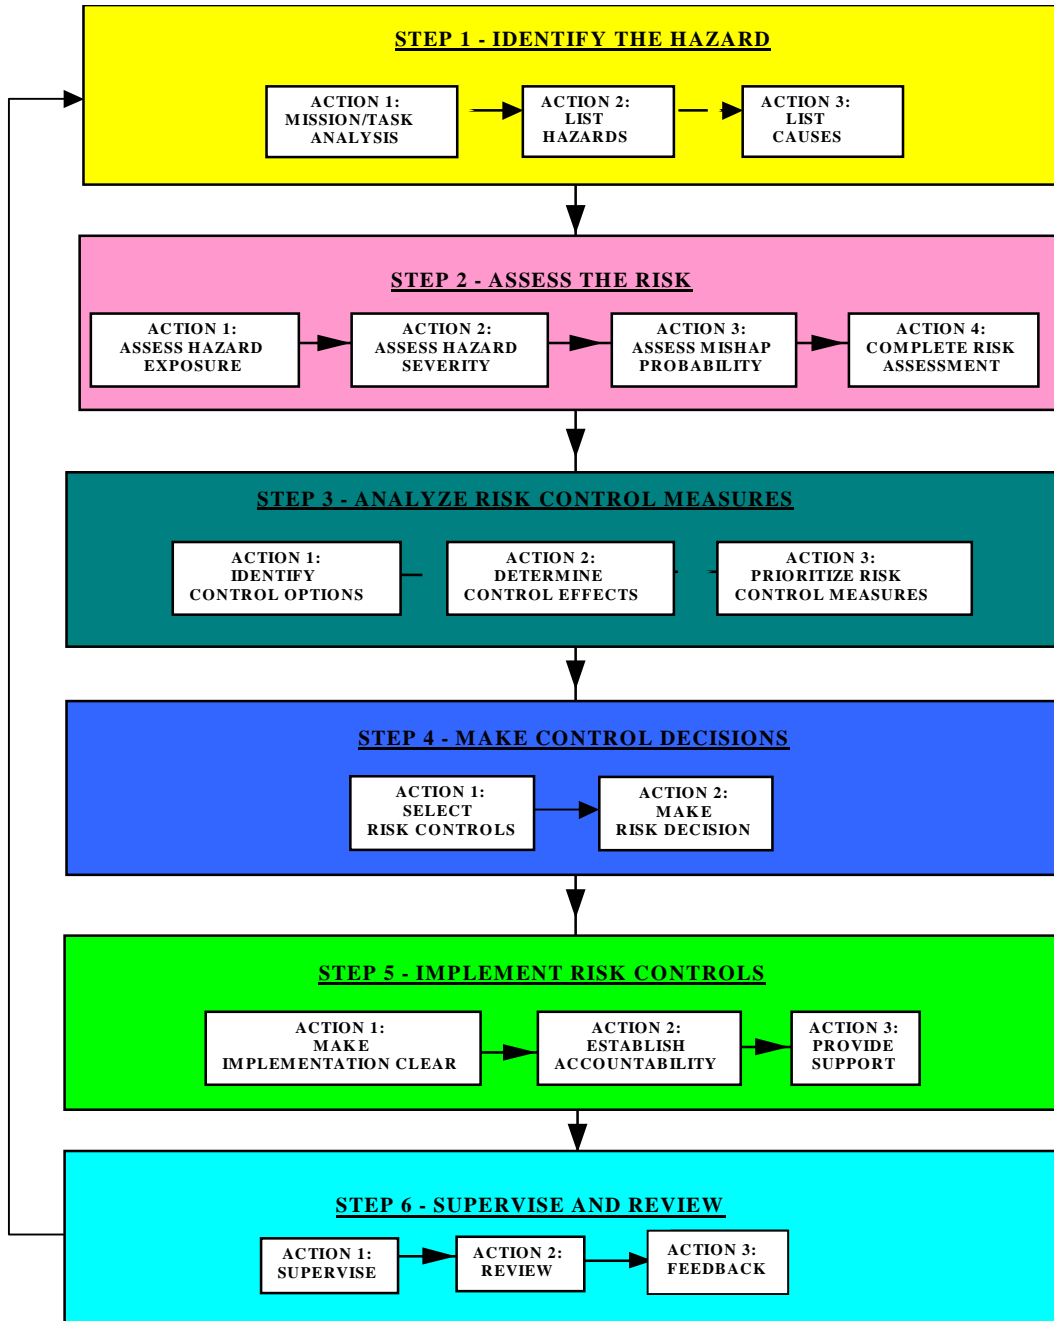 STEP 1 - IDENTIFY THE HAZARD
ACTION 1:
MISSION/TASK
ANALYSIS
ACTION 2:
LIST
HAZARDS
ACTION 3:
LIST
CAUSES
STEP 2 - ASSESS THE RISK
ACTION 1:
ASSESS HAZARD
EXPOSURE
ACTION 2:
ASSESS HAZARD
SEVERITY
ACTION 3:
ASSESS MISHAP
PROBABILITY
ACTION 4:
COMPLETE RISK
ASSESSMENT
STEP 3 - ANALYZE RISK CONTROL MEASURES
ACTION 1:
IDENTIFY
CONTROL OPTIONS
ACTION 2:
DETERMINE
CONTROL EFFECTS
ACTION 3:
PRIORITIZE RISK
CONTROL MEASURES
STEP 4 - MAKE CONTROL DECISIONS
ACTION 1:
SELECT
RISK CONTROLS
ACTION 2:
MAKE
RISK DECISION
STEP 5 - IMPLEMENT RISK CONTROLS
ACTION 1:
MAKE
IMPLEMENTATION CLEAR
ACTION 2:
ESTABLISH
ACCOUNTABILITY
ACTION 3:
PROVIDE
SUPPORT
STEP 6 - SUPERVISE AND REVIEW
ACTION 1:
SUPERVISE
ACTION 2:
REVIEW
ACTION 3:
FEEDBACK